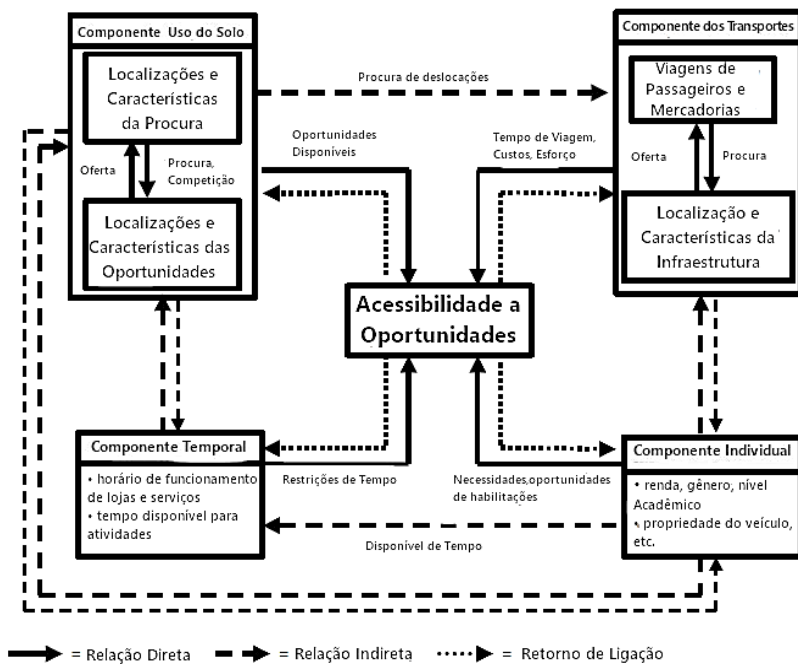 Componente Uso do Solo
Localizações e
Características
da Procura
Oferta
Procura,
Competição
Localizações e
Características das
Oportunidades
Procura de deslocações
Oportunidades
Disponíveis
Tempo de Viagem,
Custos, Esforço
Componente dos Transportes
Viagens de
Passageiros e
Mercadorias
Oferta
Procura
Localização e
Características da
Infraestrutura
Acessibilidade a
Oportunidades
Componente Temporal
• horário de funcionamento
de lojas e serviços
• tempo disponível para
atividades
Restrições de Tempo
Necessidades,oportunidades
de habilitações
Disponível de Tempo
Componente Individual
• renda, gênero, nível
Acadêmico
• propriedade do veículo,
etc.
= Relação Direta
= Relação Indireta
= Retorno de Ligação